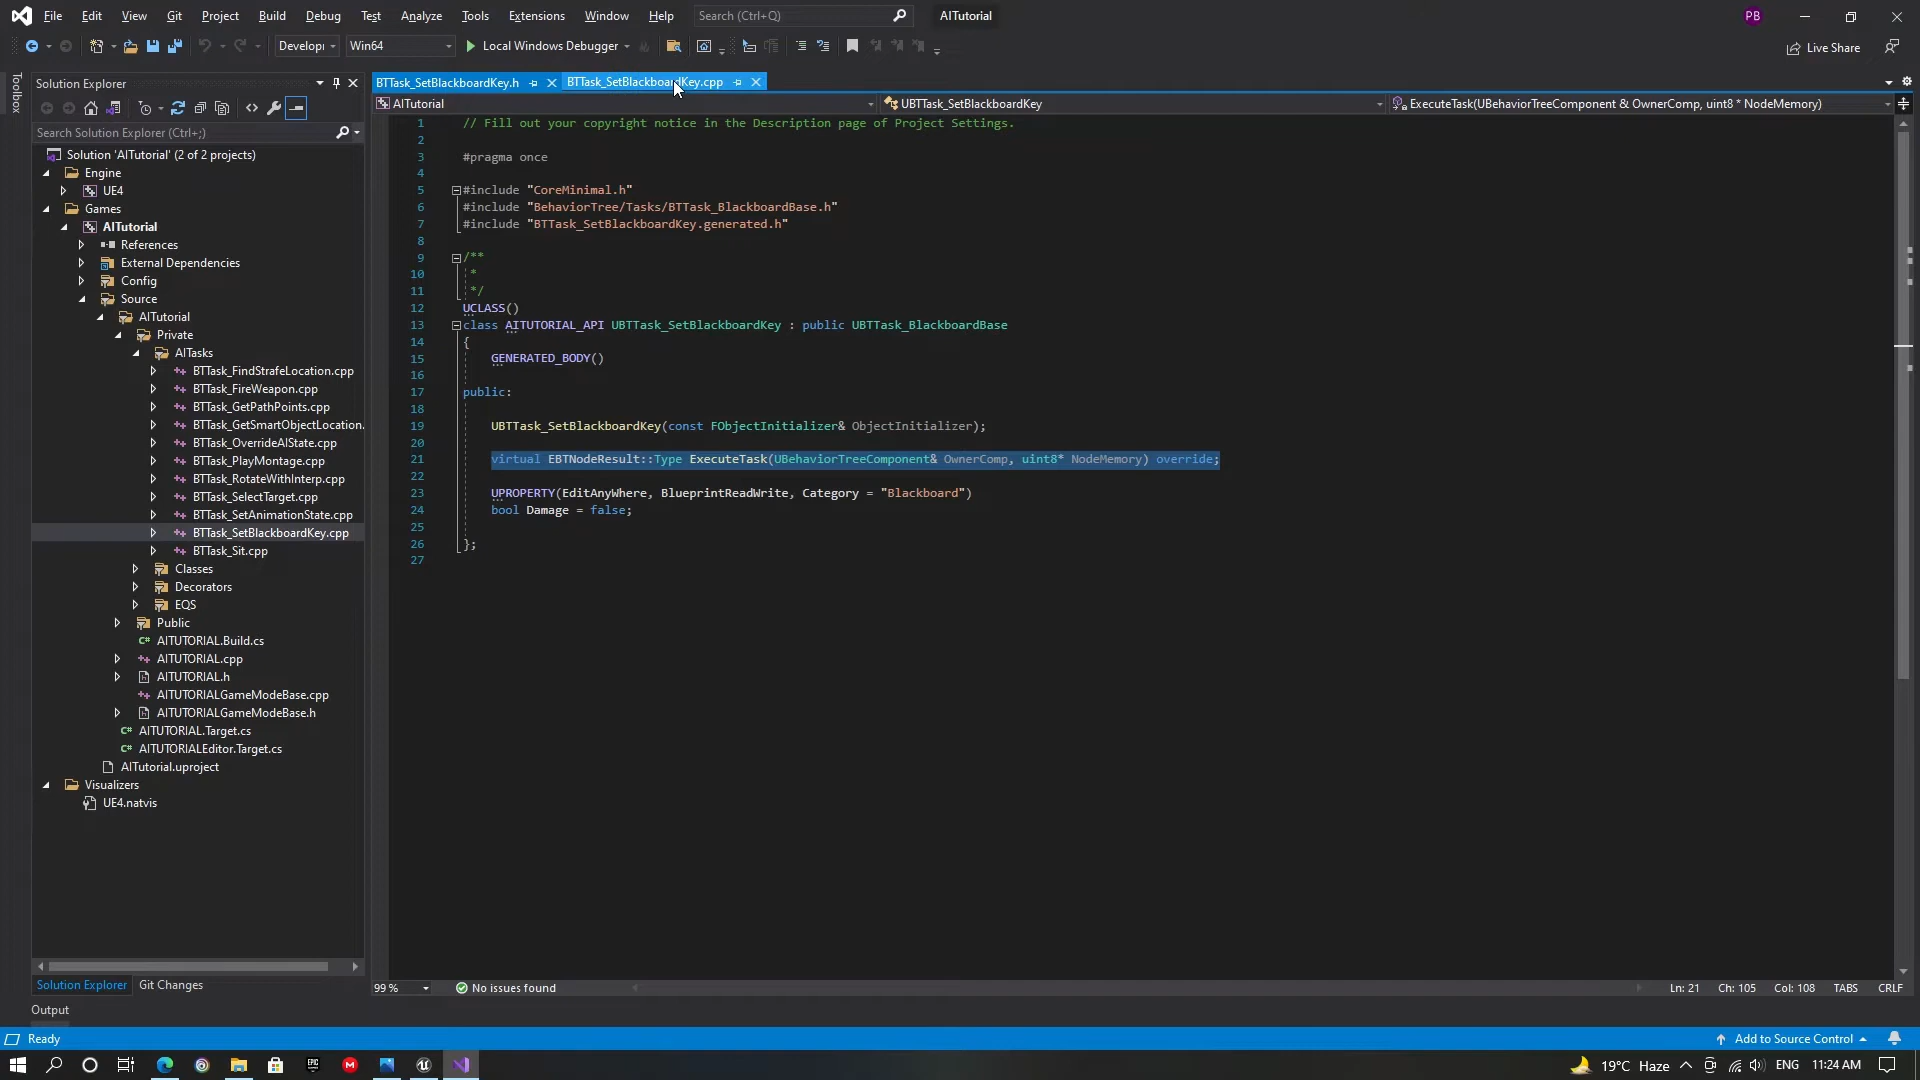 File Edit View Git Project Build Debug Test Analyze Tools Extensions Window Help Search (Ctrl+Q) AITutorial PB
Develop Win64 Local Windows Debugger Live Share
Toolbox
Solution Explorer
Search Solution Explorer (Ctrl+;)
Solution 'AITutorial' (2 of 2 projects)
Engine
UE4
Games
AITutorial
References
External Dependencies
Config
Source
AITutorial
Private
AITasks
BTTask_FindStrafeLocation.cpp
BTTask_FireWeapon.cpp
BTTask_GetPathPoints.cpp
BTTask_GetSmartObjectLocation.
BTTask_OverrideAIState.cpp
BTTask_PlayMontage.cpp
BTTask_RotateWithInterp.cpp
BTTask_SelectTarget.cpp
BTTask_SetAnimationState.cpp
BTTask_SetBlackboardKey.cpp
BTTask_Sit.cpp
Classes
Decorators
EQS
Public
AITUTORIAL.Build.cs
AITUTORIAL.cpp
AITUTORIAL.h
AITUTORIALGameModeBase.cpp
AITUTORIALGameModeBase.h
AITUTORIAL.Target.cs
AITUTORIALEditor.Target.cs
AITutorial.uproject
Visualizers
UE4.natvis
Solution Explorer Git Changes
BTTask_SetBlackboardKey.h BTTask_SetBlackboardKey.cpp
AITutorial UBTTask_SetBlackboardKey ExecuteTask(UBehaviorTreeComponent & OwnerComp, uint8 * NodeMemory)
1 // Fill out your copyright notice in the Description page of Project Settings.
2
3 #pragma once
4
5 #include "CoreMinimal.h"
6 #include "BehaviorTree/Tasks/BTTask_BlackboardBase.h"
7 #include "BTTask_SetBlackboardKey.generated.h"
8
9 /**
10 *
11 */
12 UCLASS()
13 class AITUTORIAL_API UBTTask_SetBlackboardKey : public UBTTask_BlackboardBase
14 {
15 GENERATED_BODY()
16
17 public:
18
19 UBTTask_SetBlackboardKey(const FObjectInitializer& ObjectInitializer);
20
21 virtual EBTNodeResult::Type ExecuteTask(UBehaviorTreeComponent& OwnerComp, uint8* NodeMemory) override;
22
23 UPROPERTY(EditAnyWhere, BlueprintReadWrite, Category = "Blackboard")
24 bool Damage = false;
25
26 };
27
99 % No issues found Ln: 21 Ch: 105 Col: 108 TABS CRLF
Output
Ready Add to Source Control
19°C Haze ENG 11:24 AM